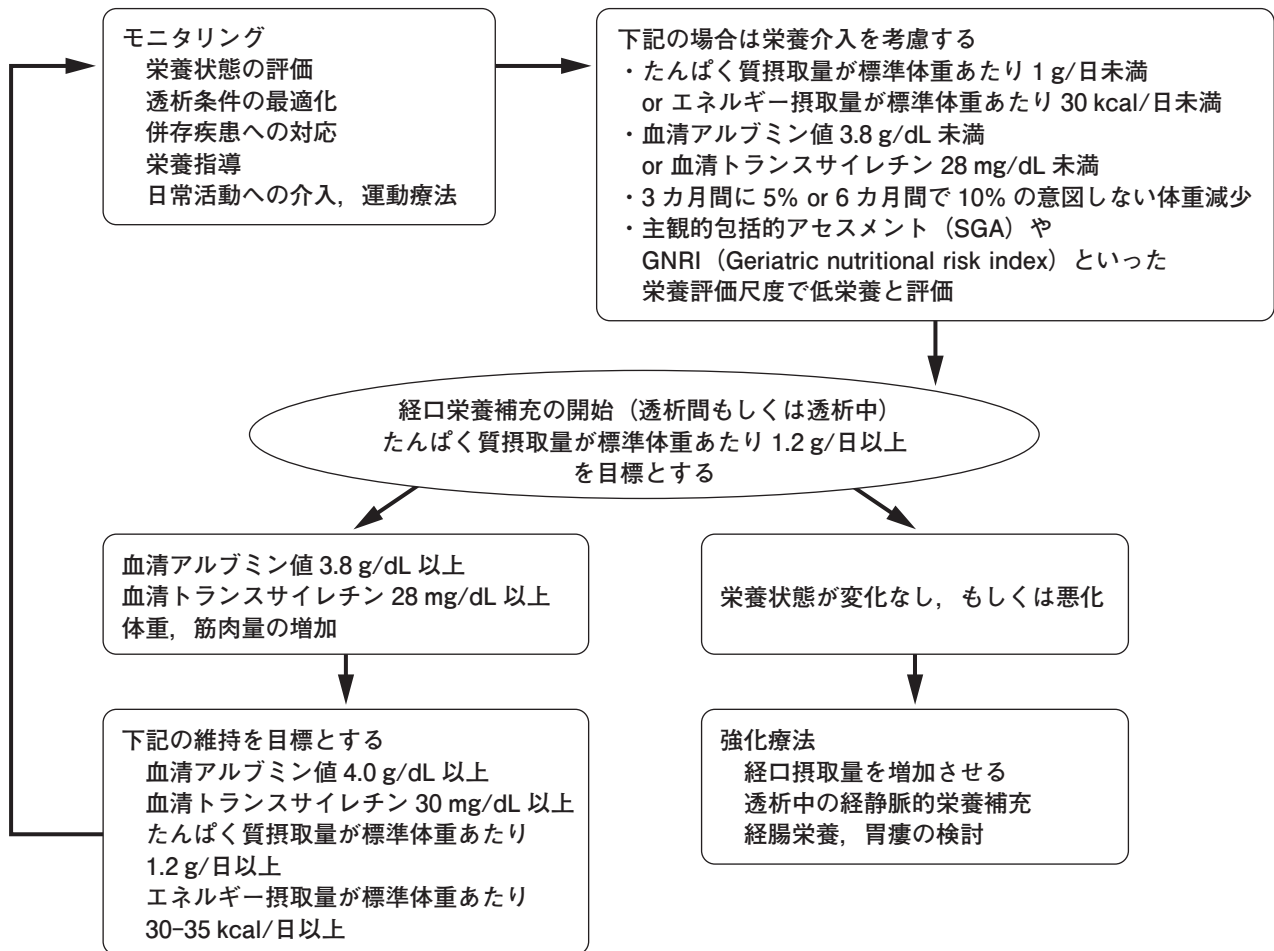 モニタリング
栄養状態の評価
透析条件の最適化
併存疾患への対応
栄養指導
日常活動への介入，運動療法
下記の場合は栄養介入を考慮する
・たんぱく質摂取量が標準体重あたり 1 g/日未満
or エネルギー摂取量が標準体重あたり 30 kcal/日未満
・血清アルブミン値 3.8 g/dL 未満
or 血清トランスサイレチン 28 mg/dL 未満
・3 カ月間に 5% or 6 カ月間で 10% の意図しない体重減少
・主観的包括的アセスメント（SGA）や
GNRI（Geriatric nutritional risk index）といった
栄養評価尺度で低栄養と評価
経口栄養補充の開始（透析間もしくは透析中）
たんぱく質摂取量が標準体重あたり 1.2 g/日以上
を目標とする
血清アルブミン値 3.8 g/dL 以上
血清トランスサイレチン 28 mg/dL 以上
体重，筋肉量の増加
栄養状態が変化なし，もしくは悪化
下記の維持を目標とする
血清アルブミン値 4.0 g/dL 以上
血清トランスサイレチン 30 mg/dL 以上
たんぱく質摂取量が標準体重あたり
1.2 g/日以上
エネルギー摂取量が標準体重あたり
30–35 kcal/日以上
強化療法
経口摂取量を増加させる
透析中の経静脈的栄養補充
経腸栄養，胃瘻の検討